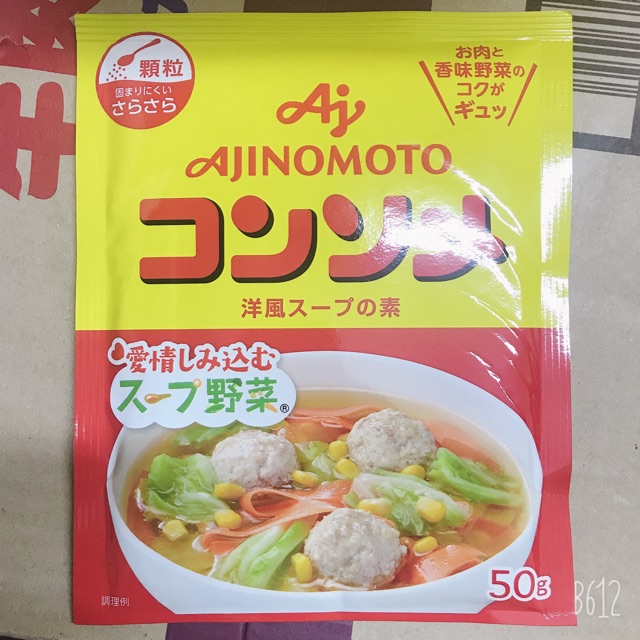 顆粒
固まりにくい
さらさら
お肉と
香味野菜の
コクが
ギュッ
Aj
AJINOMOTO
コンソメ
洋風スープの素
愛情しみ込む
スープ野菜®
50g
調理例
3612